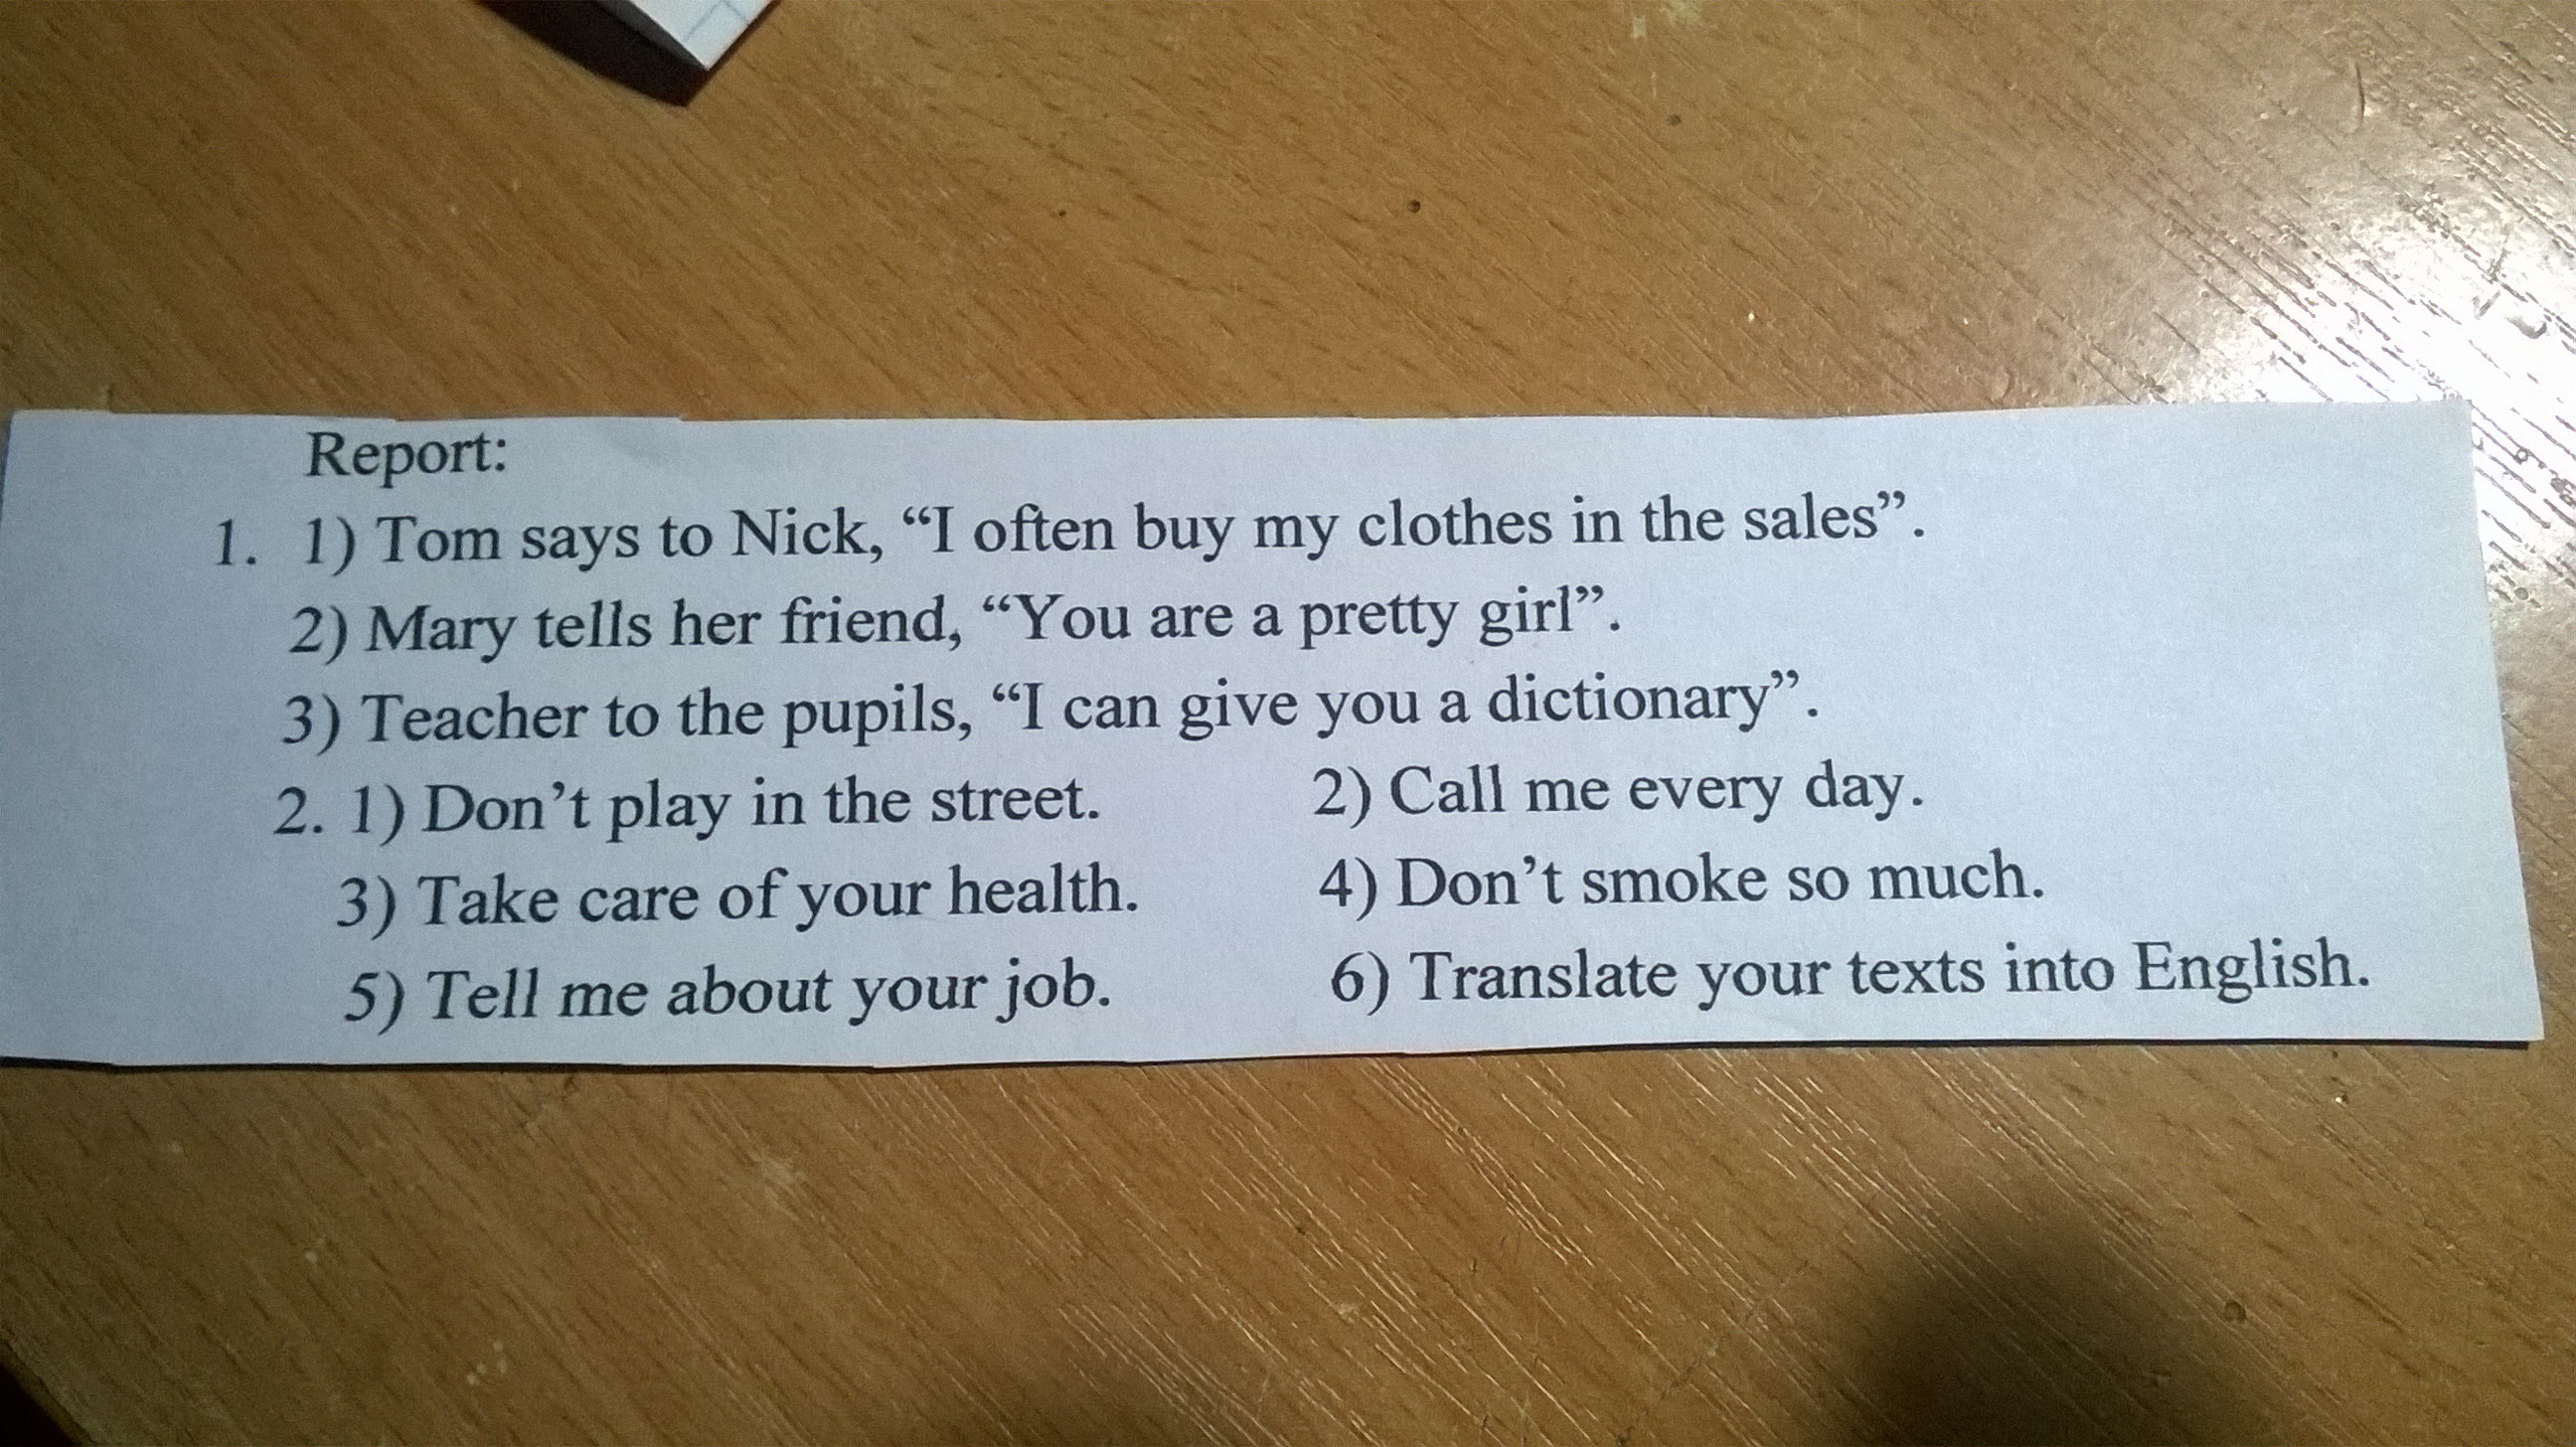 Report:
1. 1) Tom says to Nick, “I often buy my clothes in the sales”.
2) Mary tells her friend, “You are a pretty girl”.
3) Teacher to the pupils, “I can give you a dictionary”.
2. 1) Don’t play in the street. 2) Call me every day.
3) Take care of your health. 4) Don’t smoke so much.
5) Tell me about your job. 6) Translate your texts into English.